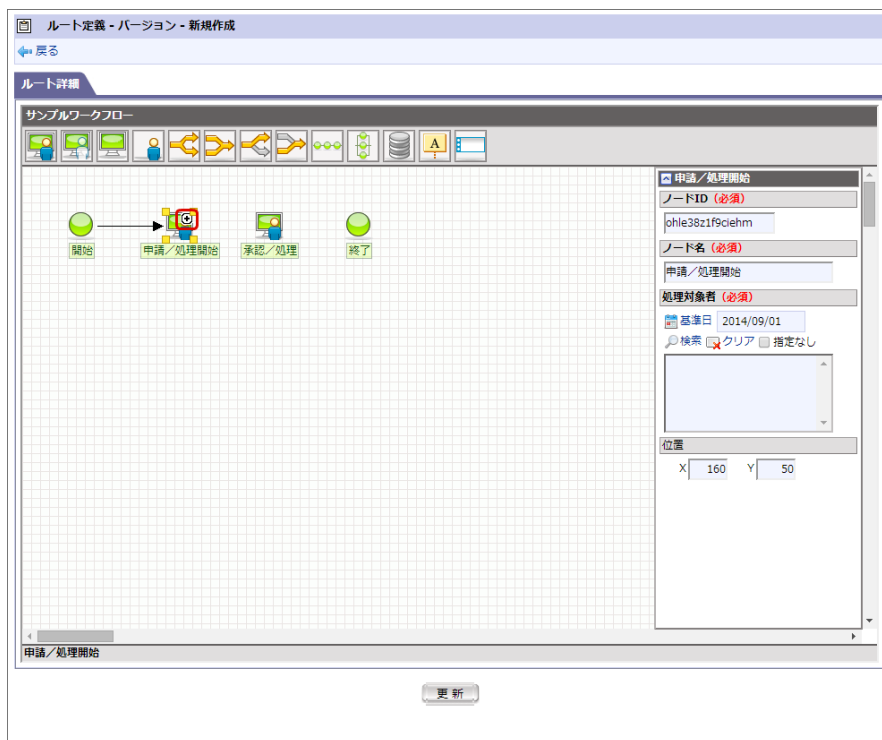 ルート定義 - バージョン - 新規作成
戻る
ルート詳細
サンプルワークフロー
A
開始
申請／処理開始
承認／処理
終了
申請／処理開始
ノードID（必須）
ohle38z1f9ciehm
ノード名（必須）
申請／処理開始
処理対象者（必須）
基準日 2014/09/01
検索 クリア 指定なし
位置
X 160 Y 50
申請／処理開始
更新